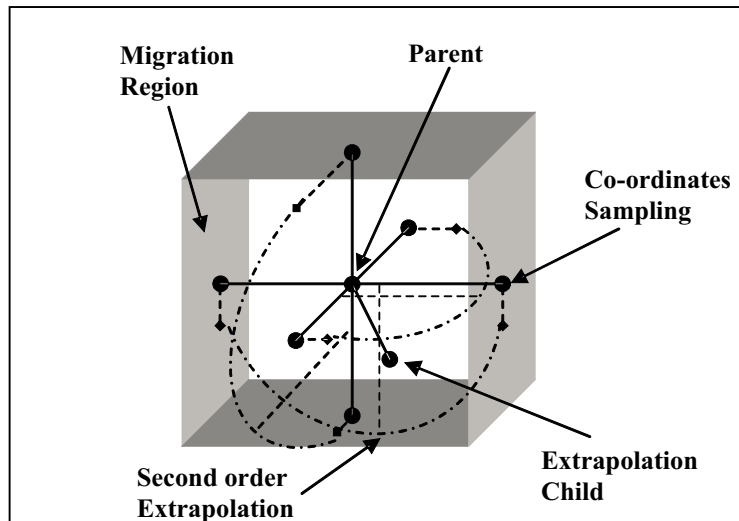 Migration
Region
Parent
Co-ordinates
Sampling
Second order
Extrapolation
Extrapolation
Child